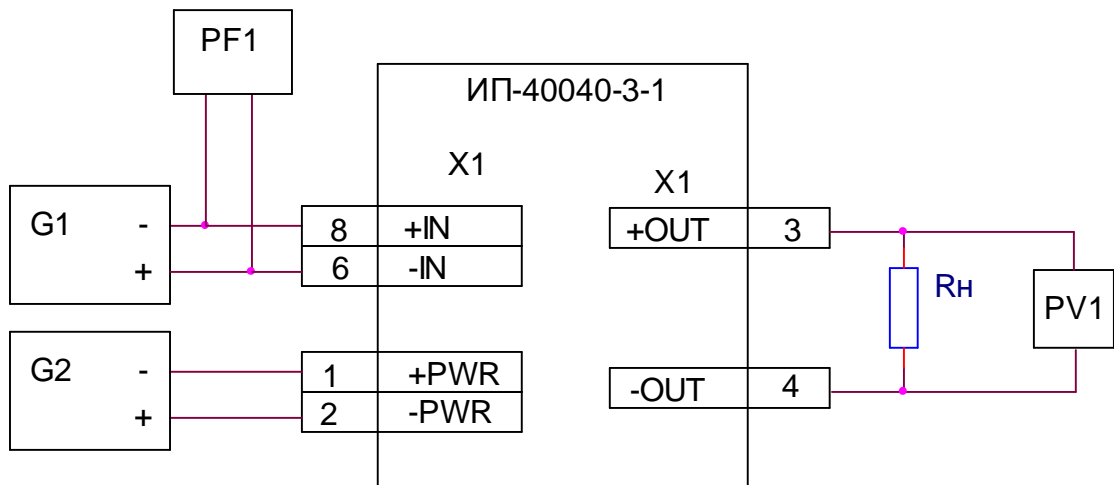 PF1
ИП-40040-3-1
X1
X1
G1
-
+
8
+IN
6
-IN
+OUT
3
Rн
PV1
G2
-
+
1
+PWR
2
-PWR
-OUT
4